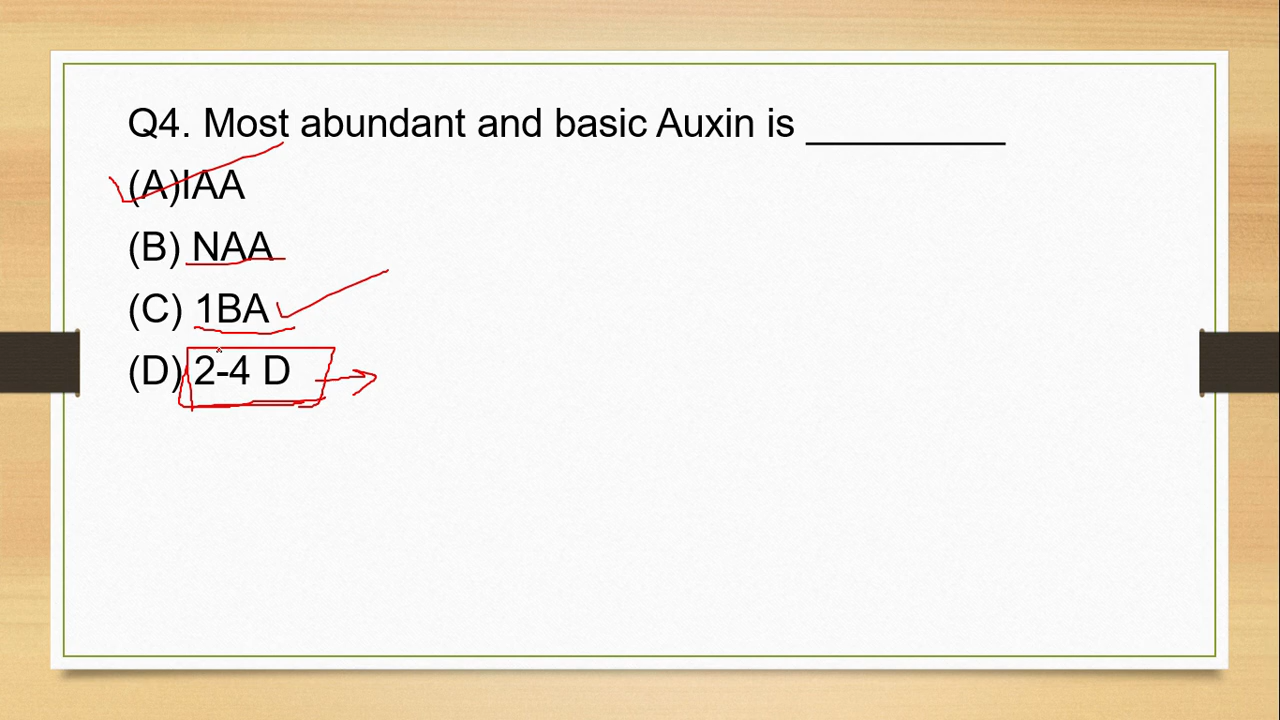 Q4. Most abundant and basic Auxin is __________
(A)IAA
(B) NAA
(C) 1BA
(D) 2-4 D